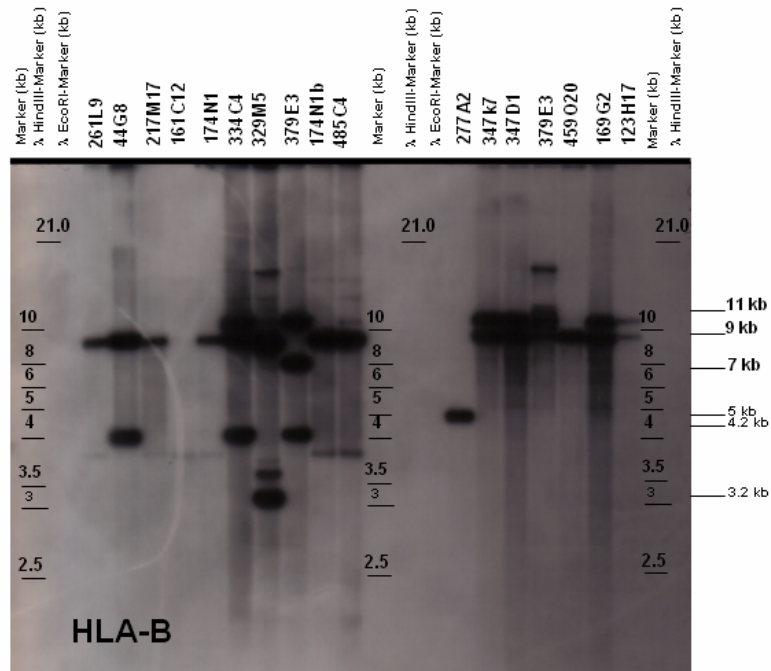 Marker (kb)
λ HindIII-Marker (kb)
λ EcoRI-Marker (kb)
261L9
44G8
217M17
161C12
174N1
334C4
329M5
379E3
174N1b
485C4
Marker (kb)
λ HindIII-Marker (kb)
λ EcoRI-Marker (kb)
277A2
347k7
347D1
379E3
459O20
169G2
123H17
Marker (kb)
λ HindIII-Marker (kb)
21.0
10
8
6
5
4
3.5
3
2.5
21.0
10
8
6
5
4
3.5
3
2.5
21.0
10
8
6
5
4
3.5
3
2.5
11 kb
9 kb
7 kb
5 kb
4.2 kb
3.2 kb
HLA-B